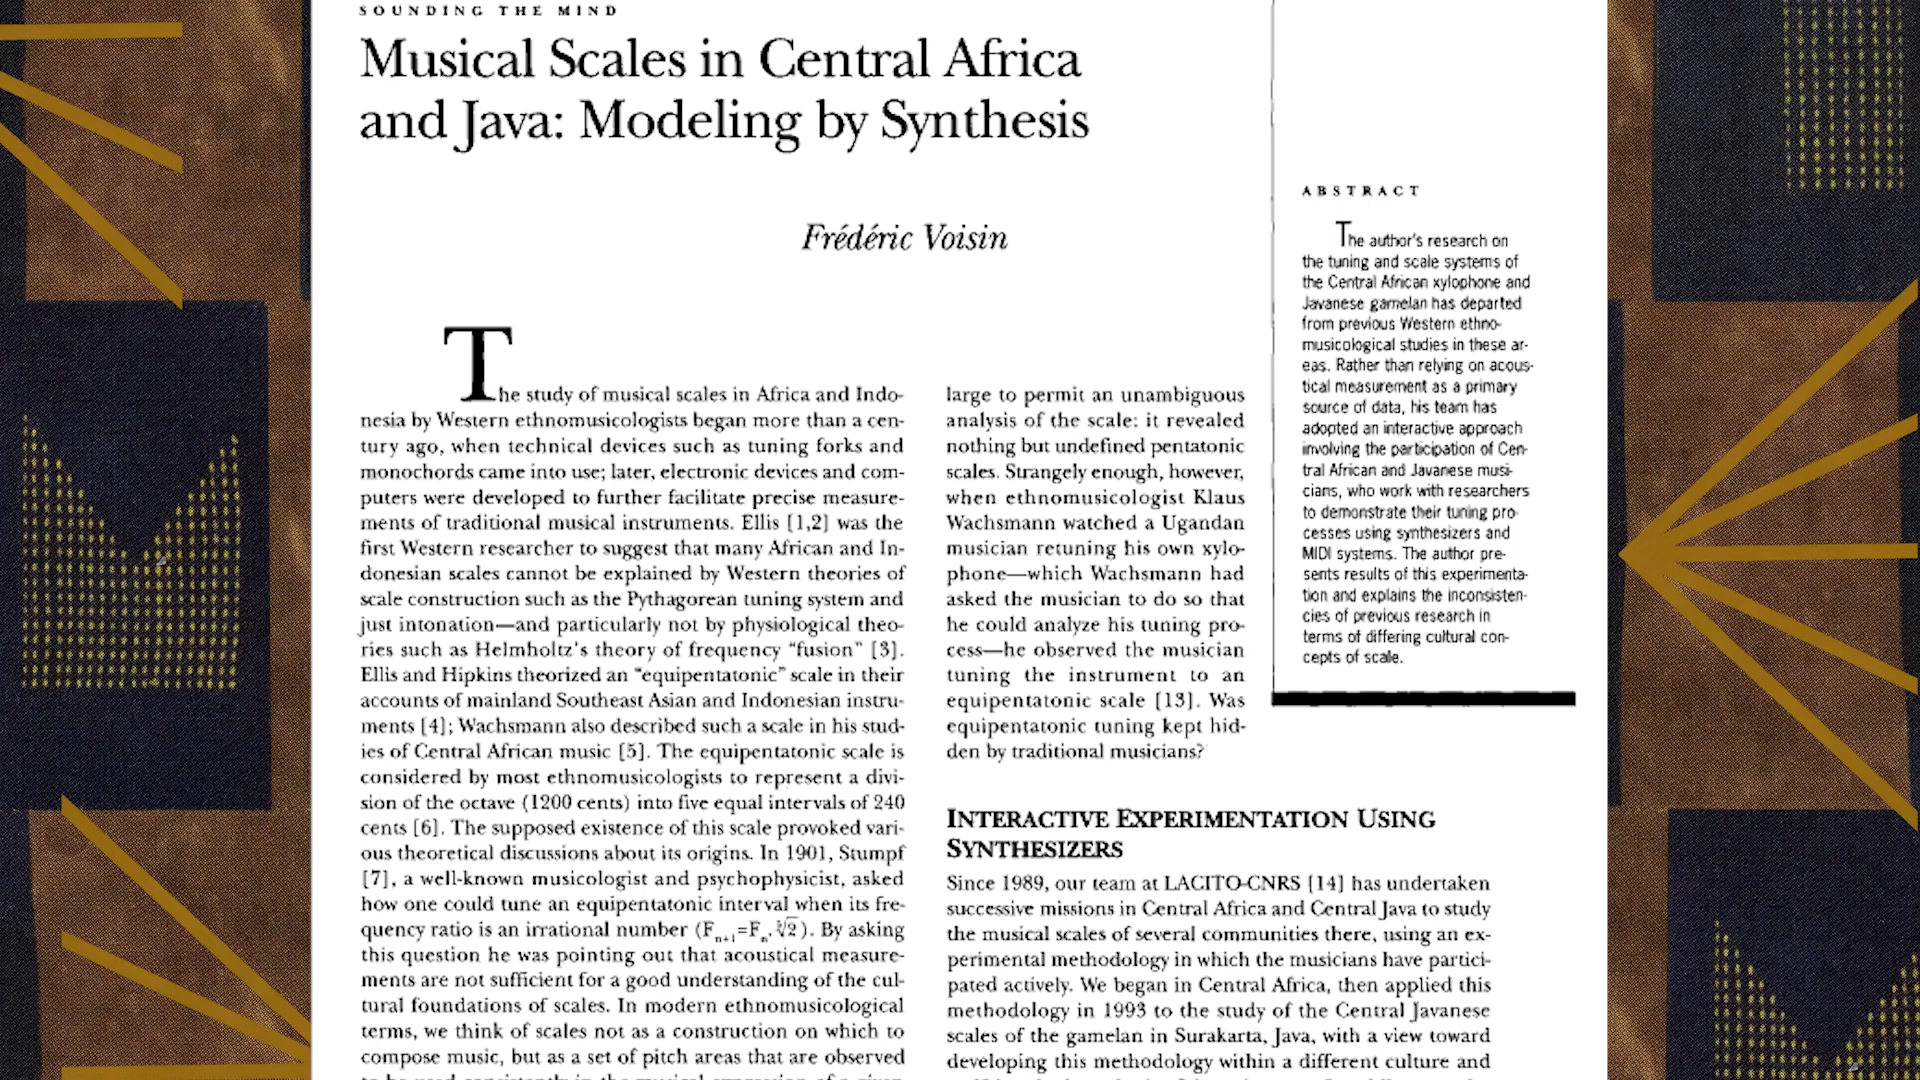 SOUNDING THE MIND
Musical Scales in Central Africa
and Java: Modeling by Synthesis
Frédéric Voisin
The study of musical scales in Africa and Indo-
nesia by Western ethnomusicologists began more than a cen-
tury ago, when technical devices such as tuning forks and
monochords came into use; later, electronic devices and com-
puters were developed to further facilitate precise measure-
ments of traditional musical instruments. Ellis [1,2] was the
first Western researcher to suggest that many African and In-
donesian scales cannot be explained by Western theories of
scale construction such as the Pythagorean tuning system and
just intonation—and particularly not by physiological theo-
ries such as Helmholtz's theory of frequency "fusion" [3].
Ellis and Hipkins theorized an "equipentatonic" scale in their
accounts of mainland Southeast Asian and Indonesian instru-
ments [4]; Wachsmann also described such a scale in his stud-
ies of Central African music [5]. The equipentatonic scale is
considered by most ethnomusicologists to represent a divi-
sion of the octave (1200 cents) into five equal intervals of 240
cents [6]. The supposed existence of this scale provoked vari-
ous theoretical discussions about its origins. In 1901, Stumpf
[7], a well-known musicologist and psychophysicist, asked
how one could tune an equipentatonic interval when its fre-
quency ratio is an irrational number (Fₙ₊₁=Fₙ.⁵√2). By asking
this question he was pointing out that acoustical measure-
ments are not sufficient for a good understanding of the cul-
tural foundations of scales. In modern ethnomusicological
terms, we think of scales not as a construction on which to
compose music, but as a set of pitch areas that are observed
large to permit an unambiguous
analysis of the scale: it revealed
nothing but undefined pentatonic
scales. Strangely enough, however,
when ethnomusicologist Klaus
Wachsmann watched a Ugandan
musician retuning his own xylo-
phone—which Wachsmann had
asked the musician to do so that
he could analyze his tuning pro-
cess—he observed the musician
tuning the instrument to an
equipentatonic scale [13]. Was
equipentatonic tuning kept hid-
den by traditional musicians?
INTERACTIVE EXPERIMENTATION USING
SYNTHESIZERS
Since 1989, our team at LACITO-CNRS [14] has undertaken
successive missions in Central Africa and Central Java to study
the musical scales of several communities there, using an ex-
perimental methodology in which the musicians have partici-
pated actively. We began in Central Africa, then applied this
methodology in 1993 to the study of the Central Javanese
scales of the gamelan in Surakarta, Java, with a view toward
developing this methodology within a different culture and
ABSTRACT
The author's research on
the tuning and scale systems of
the Central African xylophone and
Javanese gamelan has departed
from previous Western ethno-
musicological studies in these ar-
eas. Rather than relying on acous-
tical measurement as a primary
source of data, his team has
adopted an interactive approach
involving the participation of Cen-
tral African and Javanese musi-
cians, who work with researchers
to demonstrate their tuning pro-
cesses using synthesizers and
MIDI systems. The author pre-
sents results of this experimenta-
tion and explains the inconsisten-
cies of previous research in
terms of differing cultural con-
cepts of scale.